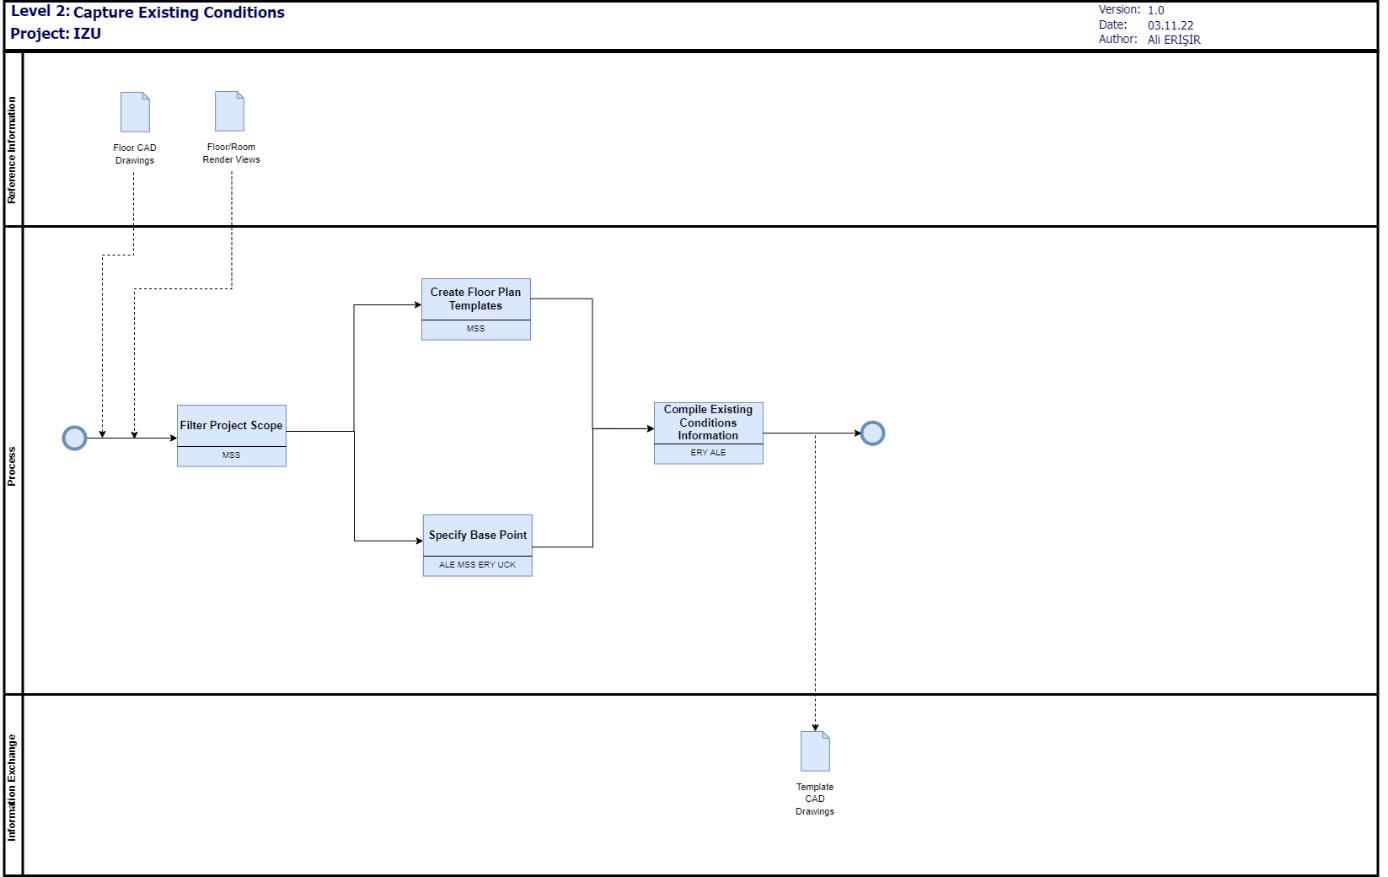 Level 2: Capture Existing Conditions
Project: IZU
Version: 1.0
Date: 03.11.22
Author: Ali ERİŞİR
Reference Information
Floor CAD
Drawings
Floor/Room
Render Views
Process
Filter Project Scope
MSS
Create Floor Plan
Templates
MSS
Specify Base Point
ALE MSS ERY UCK
Compile Existing
Conditions
Information
ERY ALE
Information Exchange
Template
CAD
Drawings